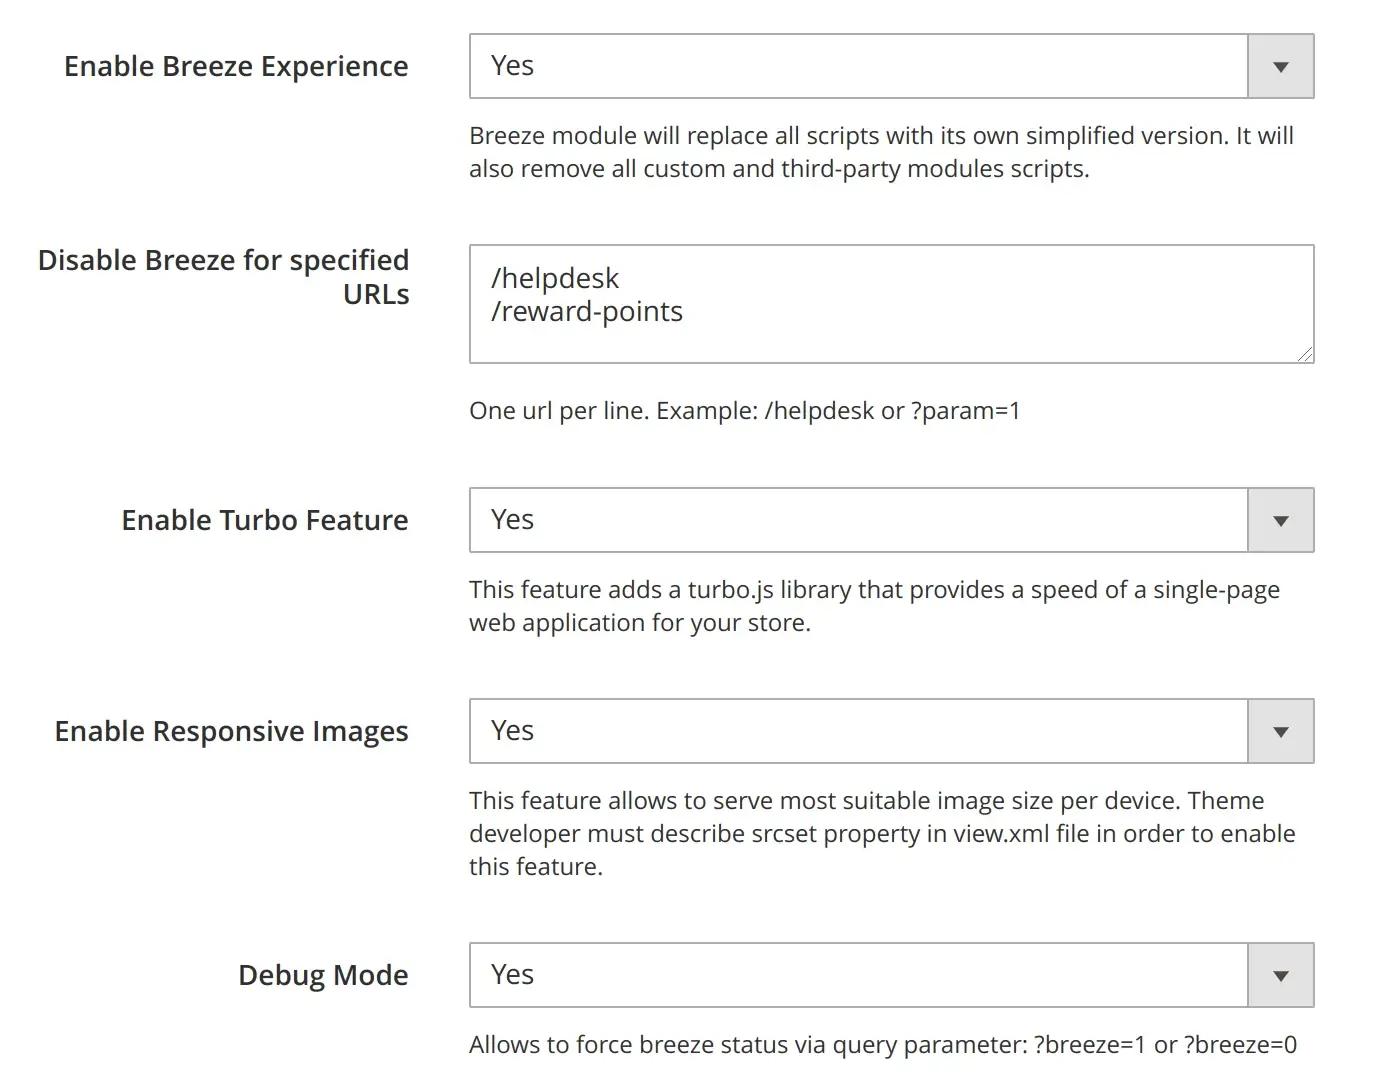 Enable Breeze Experience
Yes
Breeze module will replace all scripts with its own simplified version. It will
also remove all custom and third-party modules scripts.
Disable Breeze for specified
URLs
/helpdesk
/reward-points
One url per line. Example: /helpdesk or ?param=1
Enable Turbo Feature
Yes
This feature adds a turbo.js library that provides a speed of a single-page
web application for your store.
Enable Responsive Images
Yes
This feature allows to serve most suitable image size per device. Theme
developer must describe srcset property in view.xml file in order to enable
this feature.
Debug Mode
Yes
Allows to force breeze status via query parameter: ?breeze=1 or ?breeze=0